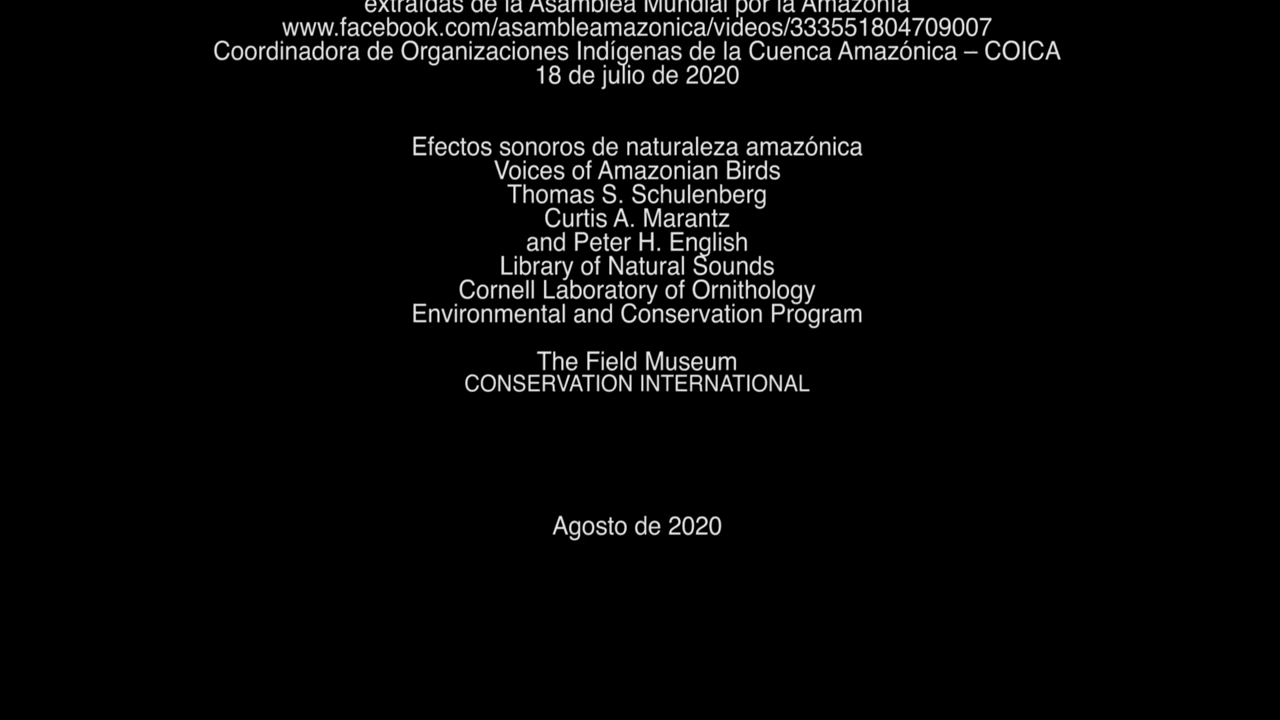 extraídas de la Asamblea Mundial por la Amazonía
www.facebook.com/asambleamazonica/videos/333551804709007
Coordinadora de Organizaciones Indígenas de la Cuenca Amazónica – COICA
18 de julio de 2020
Efectos sonoros de naturaleza amazónica
Voices of Amazonian Birds
Thomas S. Schulenberg
Curtis A. Marantz
and Peter H. English
Library of Natural Sounds
Cornell Laboratory of Ornithology
Environmental and Conservation Program
The Field Museum
CONSERVATION INTERNATIONAL
Agosto de 2020